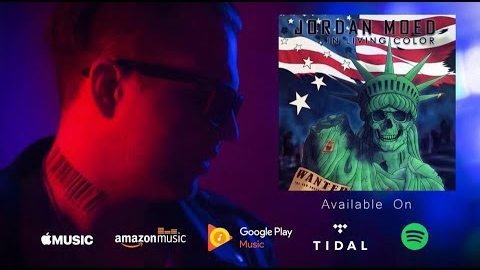 JORDAN MOED
IN LIVING COLOR
WANTED
Available On
MUSIC
amazonmusic
Google Play
Music
TIDAL